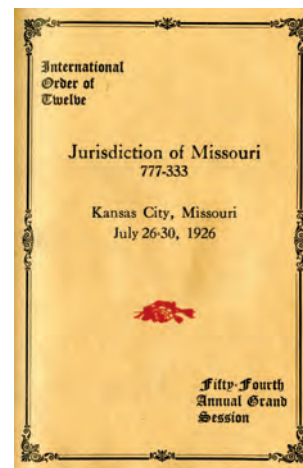 International
Order of
Twelve
Jurisdiction of Missouri
777-333
Kansas City, Missouri
July 26-30, 1926
Fifty-Fourth
Annual Grand
Session